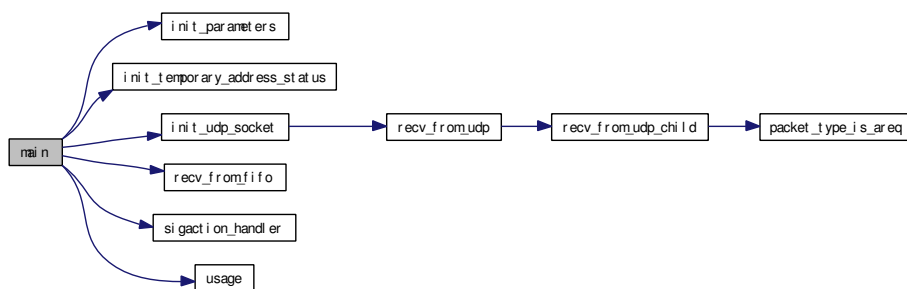 init_parameters
init_temporary_address_status
main
init_udp_socket
recv_from_udp
recv_from_udp_child
packet_type_is_areq
recv_from_fifo
sigaction_handler
usage